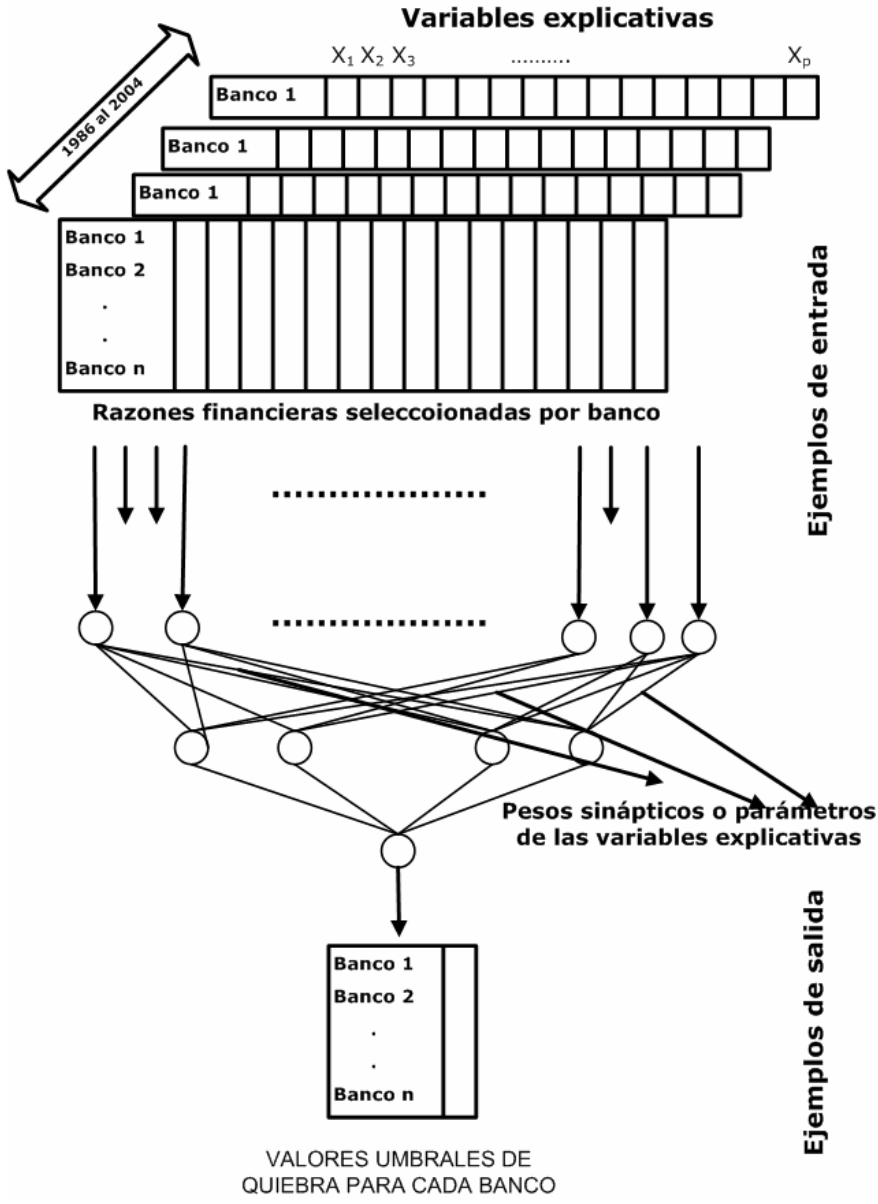 Variables explicativas
X1 X2 X3 .......... Xp
1986 al 2004
Banco 1
Banco 1
Banco 1
Banco 1
Banco 2
.
.
Banco n
Razones financieras seleccoionadas por banco
Ejemplos de entrada
Pesos sinápticos o parámetros
de las variables explicativas
Banco 1
Banco 2
.
.
Banco n
Ejemplos de salida
VALORES UMBRALES DE
QUIEBRA PARA CADA BANCO